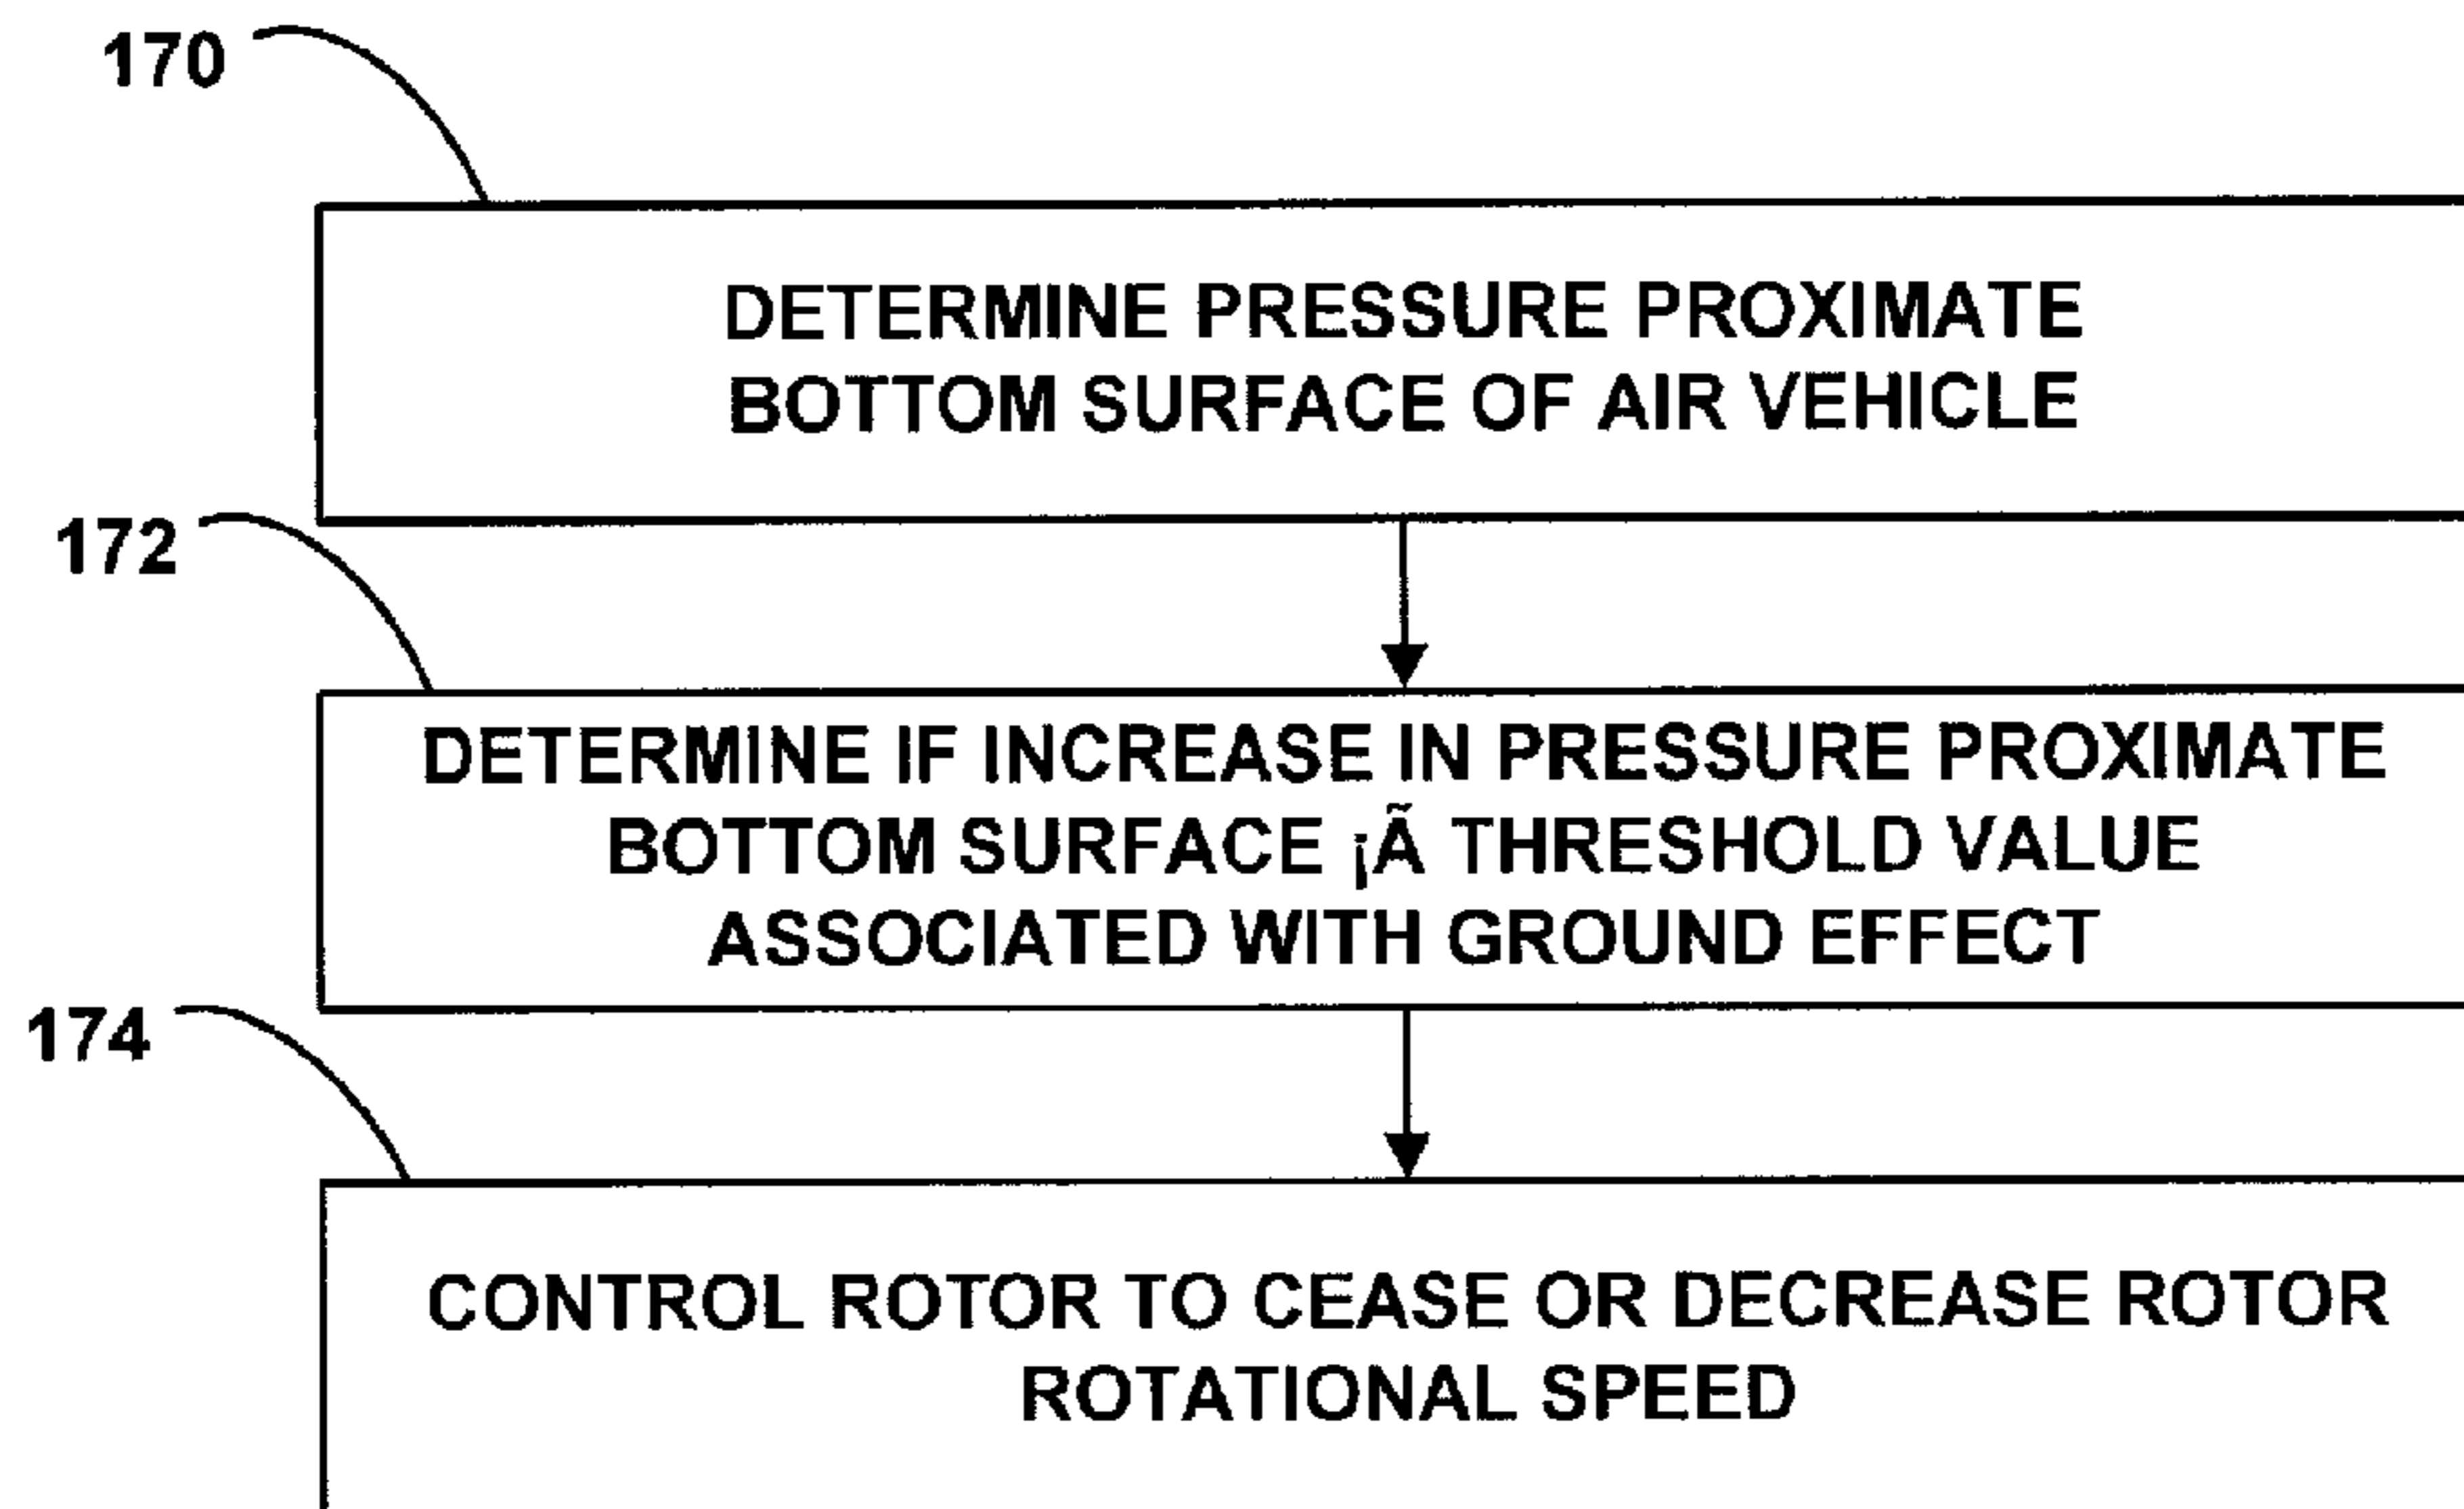 170
DETERMINE PRESSURE PROXIMATE
BOTTOM SURFACE OF AIR VEHICLE
172
DETERMINE IF INCREASE IN PRESSURE PROXIMATE
BOTTOM SURFACE ¡Ã THRESHOLD VALUE
ASSOCIATED WITH GROUND EFFECT
174
CONTROL ROTOR TO CEASE OR DECREASE ROTOR
ROTATIONAL SPEED